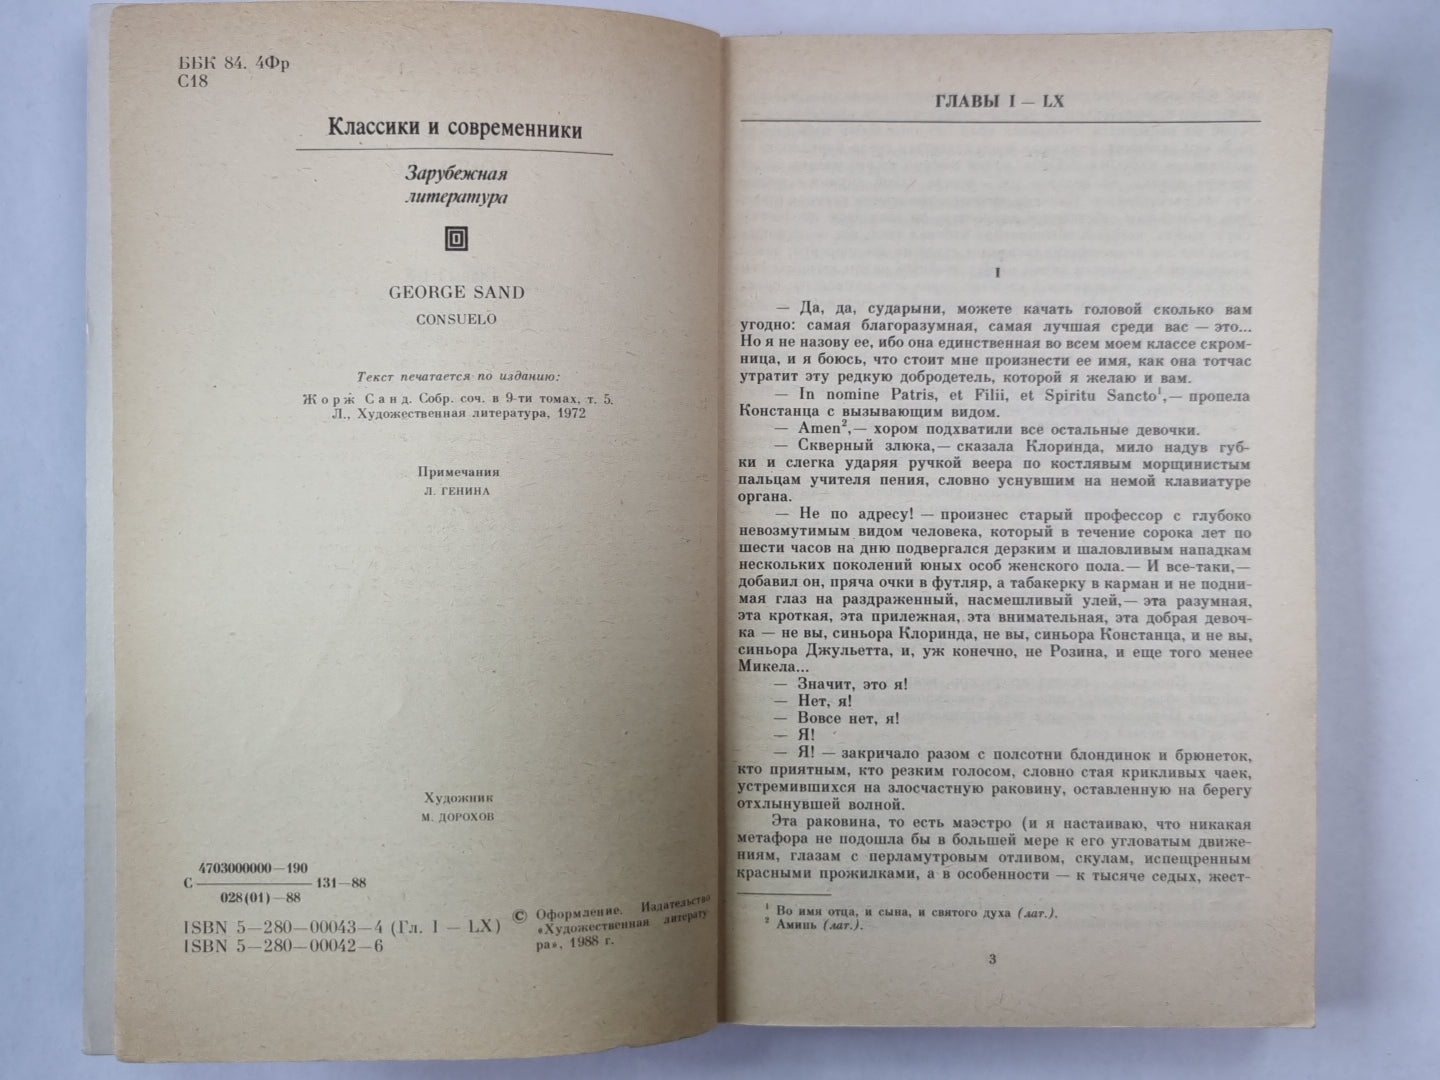 ББК 84. 4Фр
С18
Классики и современники
Зарубежная
литература
GEORGE SAND
CONSUELO
Текст печатается по изданию:
Жорж Санд. Собр. соч. в 9-ти томах, т. 5.
Л., Художественная литература, 1972
Примечания
Л. ГЕНИНА
Художник
М. ДОРОХОВ
4703000000—190
С ——— 131—88
028(01)—88
ISBN 5—280—00043—4 (Гл. I — LX)
ISBN 5—280—00042—6
© Оформление. Издательство
«Художественная литерату-
ра», 1988 г.
ГЛАВЫ I — LX
I
— Да, да, сударыни, можете качать головой сколько вам
угодно: самая благоразумная, самая лучшая среди вас — это...
Но я не назову ее, ибо она единственная во всем моем классе скром-
ница, и я боюсь, что стоит мне произнести ее имя, как она тотчас
утратит эту редкую добродетель, которой я желаю и вам.
— In nomine Patris, et Filii, et Spiritu Sancto¹,— пропела
Констанца с вызывающим видом.
— Amen²,— хором подхватили все остальные девочки.
— Скверный злюка,— сказала Клоринда, мило надув губ-
ки и слегка ударяя ручкой веера по костлявым морщинистым
пальцам учителя пения, словно уснувшим на немой клавиатуре
органа.
— Не по адресу! — произнес старый профессор с глубоко
невозмутимым видом человека, который в течение сорока лет по
шести часов на дню подвергался дерзким и шаловливым нападкам
нескольких поколений юных особ женского пола.— И все-таки,—
добавил он, пряча очки в футляр, а табакерку в карман и не подни-
мая глаз на раздраженный, насмешливый улей,— эта разумная,
эта кроткая, эта прилежная, эта внимательная, эта добрая девоч-
ка — не вы, синьора Клоринда, не вы, синьора Констанца, и не вы,
синьора Джульетта, и, уж конечно, не Розина, и еще того менее
Микела...
— Значит, это я!
— Нет, я!
— Вовсе нет, я!
— Я!
— Я! — закричало разом с полсотни блондинок и брюнеток,
кто приятным, кто резким голосом, словно стая крикливых чаек,
устремившихся на злосчастную раковину, оставленную на берегу
отхлынувшей волной.
Эта раковина, то есть маэстро (и я настаиваю, что никакая
метафора не подошла бы в большей мере к его угловатым движе-
ниям, глазам с перламутровым отливом, скулам, испещренным
красными прожилками, а в особенности — к тысяче седых, жест-
¹ Во имя отца, и сына, и святого духа (лат.).
² Аминь (лат.).
3